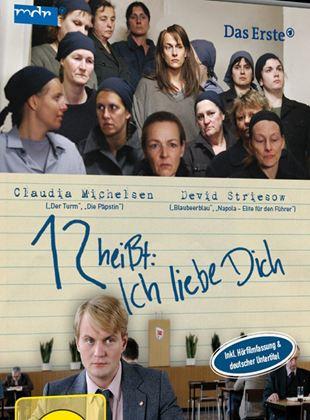 mdr
Das Erste
Claudia Michelsen
Devid Striesow
("Der Turm", "Die Päpstin")
("Blaubeerblau", "Napola - Elite für den Führer")
12 heißt:
Ich liebe Dich
Inkl. Hörfilmfassung &
deutscher Untertitel